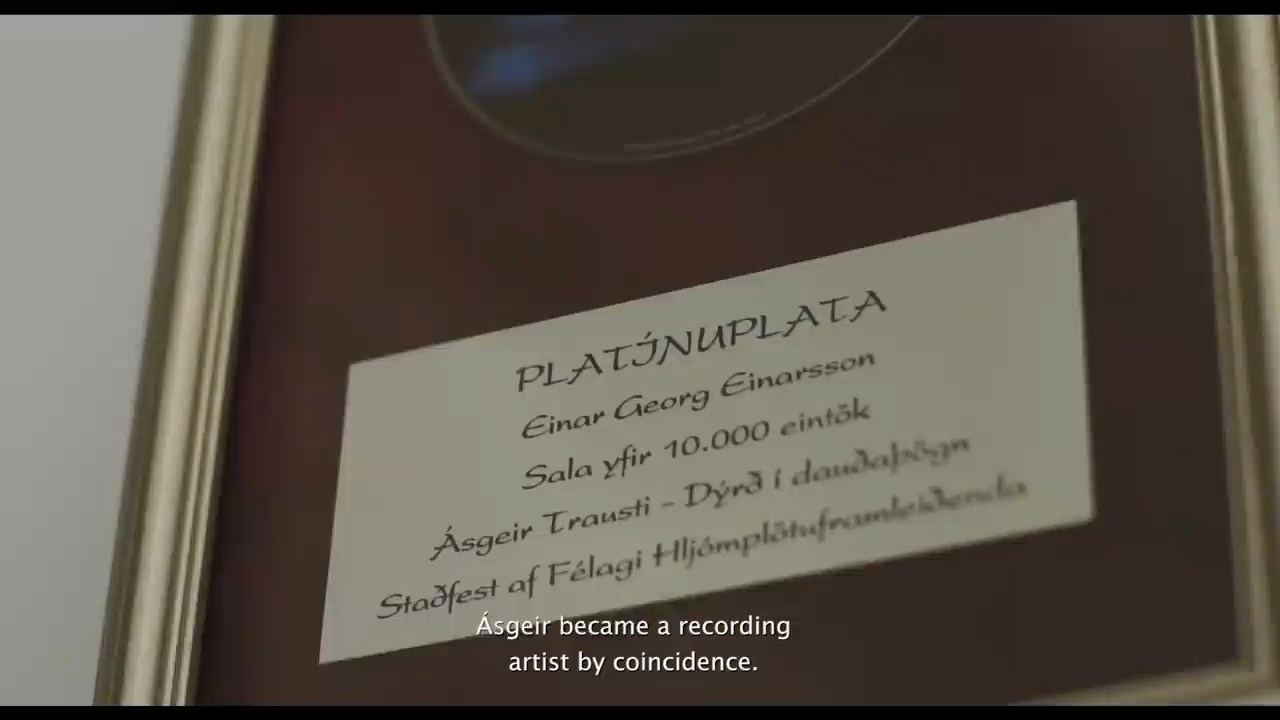 PLATÍNUPLATA
Einar Georg Einarsson
Sala yfir 10.000 eintök
Ásgeir Trausti - Dýrð í dauðaþögn
Staðfest af Félagi Hljómplötuframleiðenda
Ásgeir became a recording
artist by coincidence.